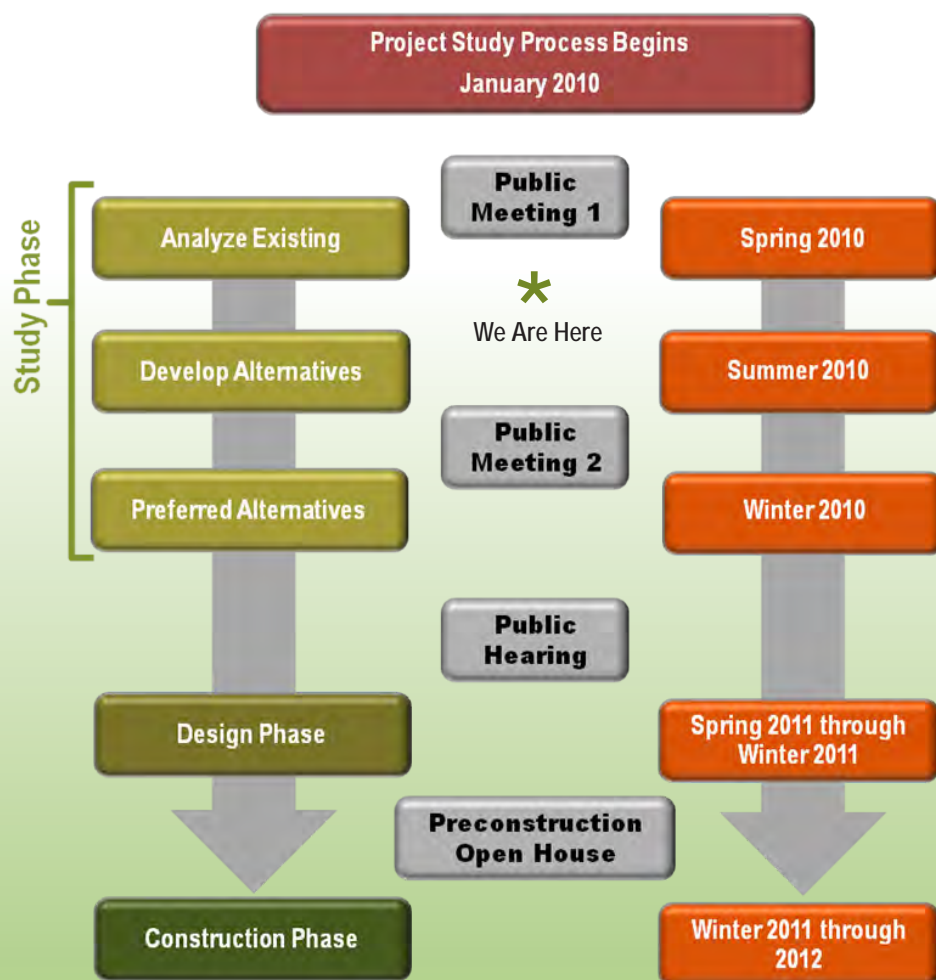 Project Study Process Begins
January 2010
Study Phase
Public
Meeting 1
Analyze Existing
Spring 2010
*
We Are Here
Develop Alternatives
Summer 2010
Public
Meeting 2
Preferred Alternatives
Winter 2010
Public
Hearing
Design Phase
Spring 2011 through
Winter 2011
Preconstruction
Open House
Construction Phase
Winter 2011 through
2012